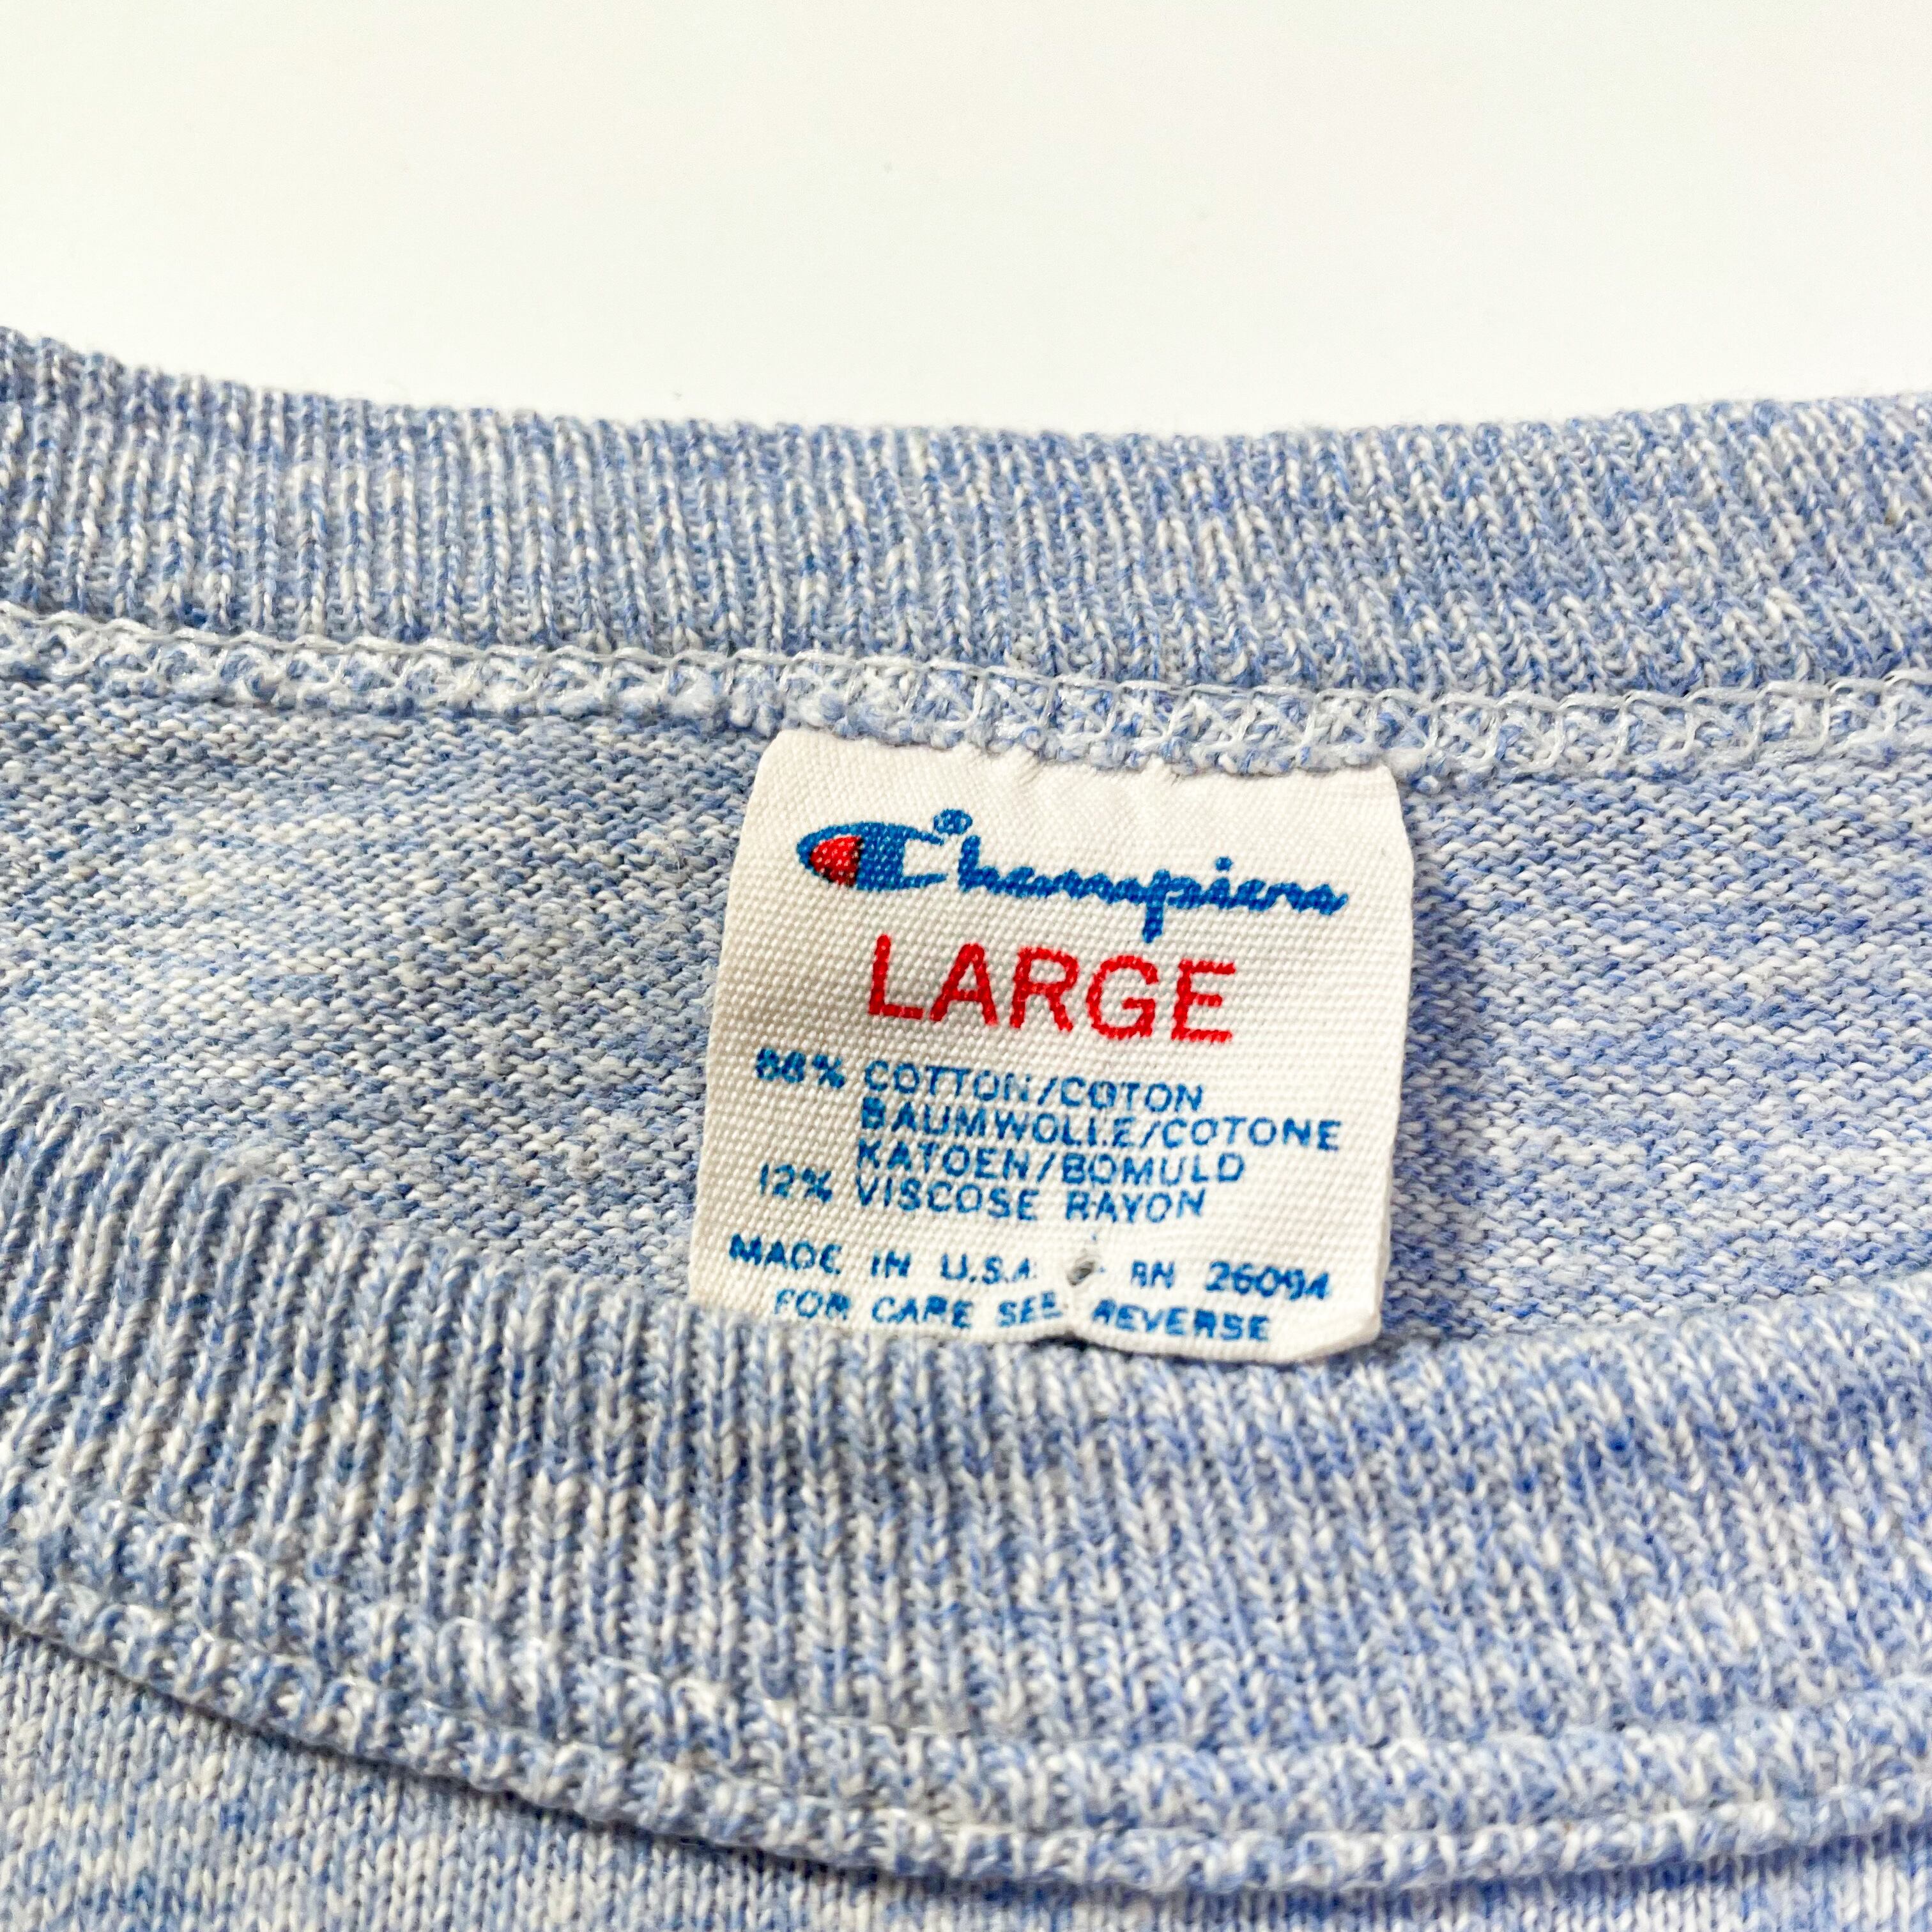 Champion®
LARGE
88% COTTON/COTON
BAUMWOLLE/COTONE
KATOEN/BOMULD
12% VISCOSE RAYON
MADE IN U.S.A. RN 26094
FOR CARE SEE REVERSE